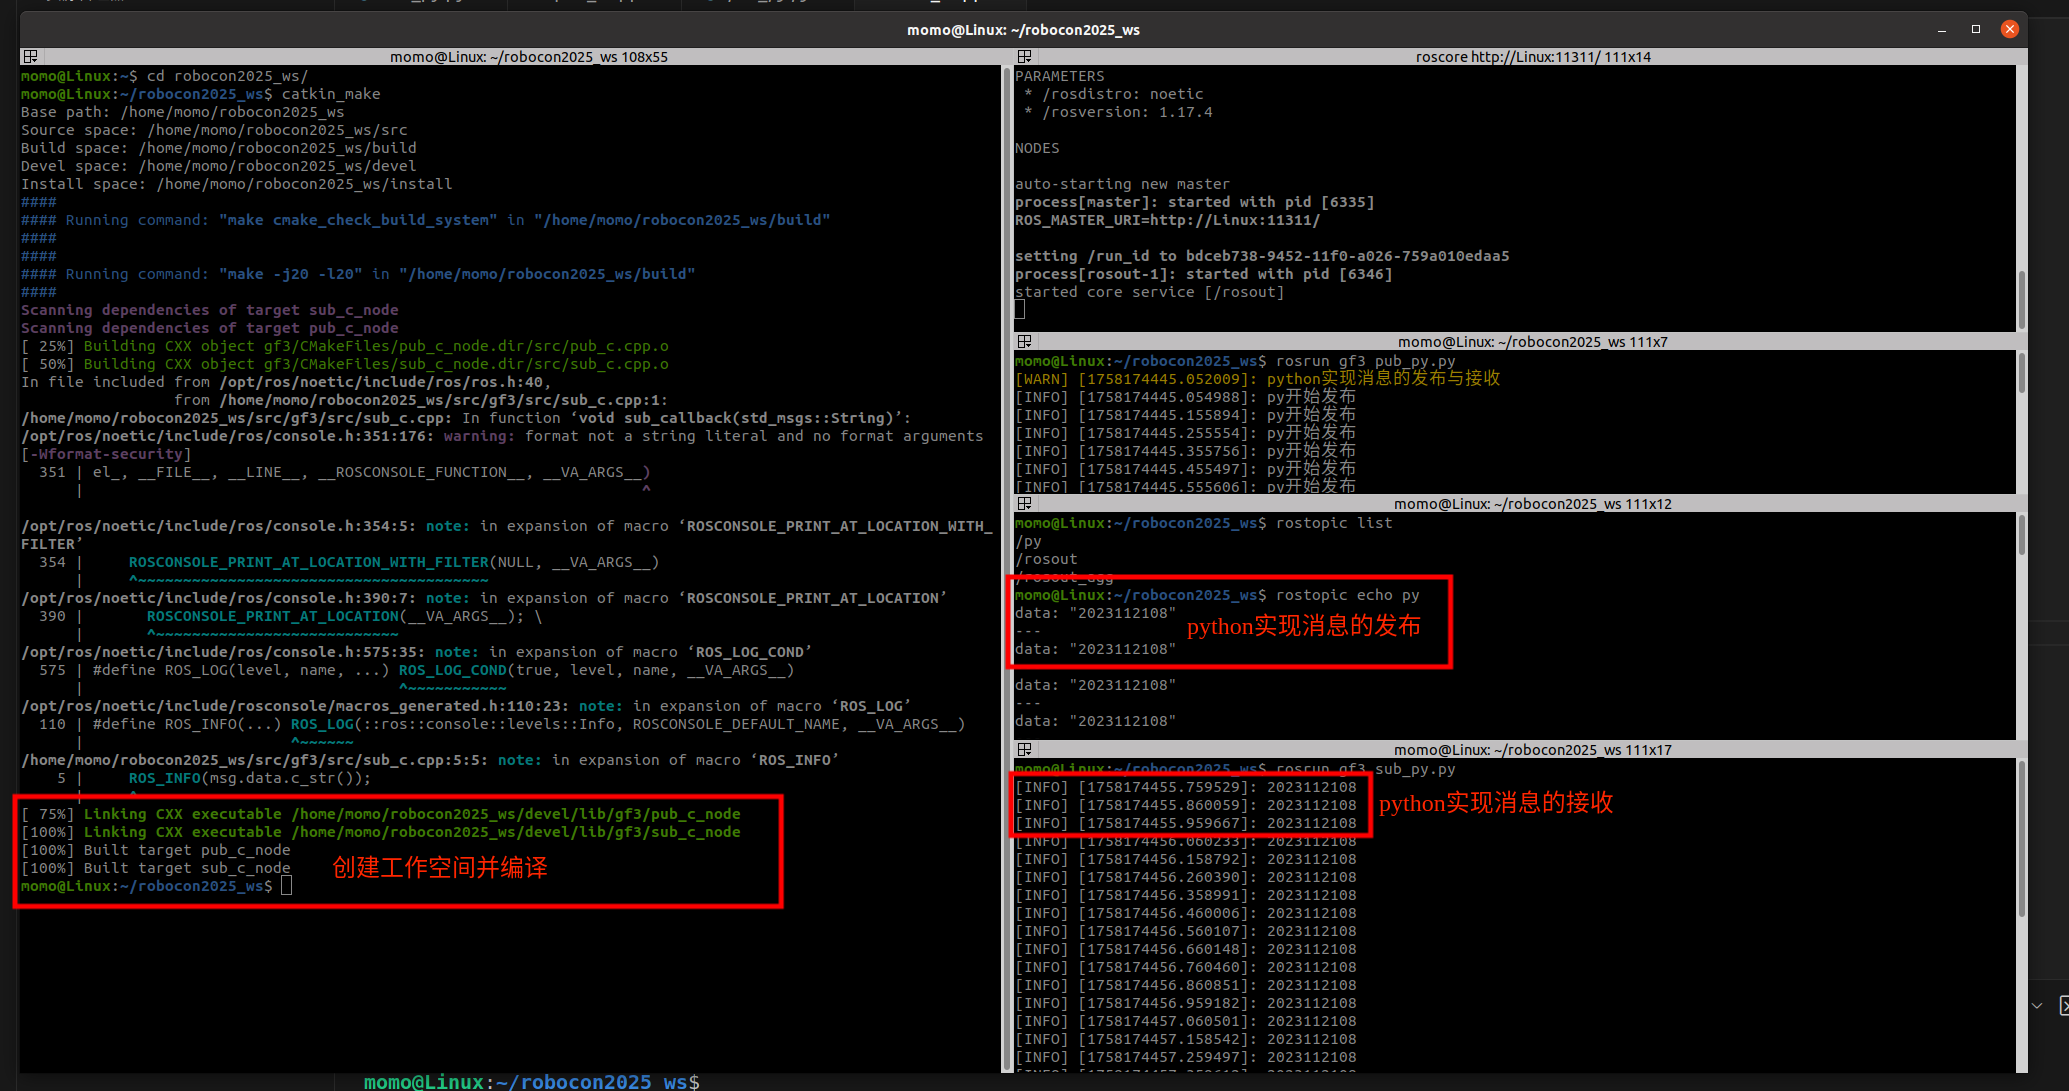 momo@Linux: ~/robocon2025_ws
momo@Linux: ~/robocon2025_ws 108x55
momo@Linux:~$ cd robocon2025_ws/
momo@Linux:~/robocon2025_ws$ catkin_make
Base path: /home/momo/robocon2025_ws
Source space: /home/momo/robocon2025_ws/src
Build space: /home/momo/robocon2025_ws/build
Devel space: /home/momo/robocon2025_ws/devel
Install space: /home/momo/robocon2025_ws/install
####
#### Running command: "make cmake_check_build_system" in "/home/momo/robocon2025_ws/build"
####
####
#### Running command: "make -j20 -l20" in "/home/momo/robocon2025_ws/build"
####
Scanning dependencies of target sub_c_node
Scanning dependencies of target pub_c_node
[ 25%] Building CXX object gf3/CMakeFiles/pub_c_node.dir/src/pub_c.cpp.o
[ 50%] Building CXX object gf3/CMakeFiles/sub_c_node.dir/src/sub_c.cpp.o
In file included from /opt/ros/noetic/include/ros/ros.h:40,
from /home/momo/robocon2025_ws/src/gf3/src/sub_c.cpp:1:
/home/momo/robocon2025_ws/src/gf3/src/sub_c.cpp: In function ‘void sub_callback(std_msgs::String)’:
/opt/ros/noetic/include/ros/console.h:351:176: warning: format not a string literal and no format arguments
[-Wformat-security]
351 | el_, __FILE__, __LINE__, __ROSCONSOLE_FUNCTION__, __VA_ARGS__)
| ^
/opt/ros/noetic/include/ros/console.h:354:5: note: in expansion of macro ‘ROSCONSOLE_PRINT_AT_LOCATION_WITH_
FILTER’
354 | ROSCONSOLE_PRINT_AT_LOCATION_WITH_FILTER(NULL, __VA_ARGS__)
| ^~~~~~~~~~~~~~~~~~~~~~~~~~~~~~~~~~~~~~~~
/opt/ros/noetic/include/ros/console.h:390:7: note: in expansion of macro ‘ROSCONSOLE_PRINT_AT_LOCATION’
390 | ROSCONSOLE_PRINT_AT_LOCATION(__VA_ARGS__); \
| ^~~~~~~~~~~~~~~~~~~~~~~~~~~~
/opt/ros/noetic/include/ros/console.h:575:35: note: in expansion of macro ‘ROS_LOG_COND’
575 | #define ROS_LOG(level, name, ...) ROS_LOG_COND(true, level, name, __VA_ARGS__)
| ^~~~~~~~~~~~
/opt/ros/noetic/include/rosconsole/macros_generated.h:110:23: note: in expansion of macro ‘ROS_LOG’
110 | #define ROS_INFO(...) ROS_LOG(::ros::console::levels::Info, ROSCONSOLE_DEFAULT_NAME, __VA_ARGS__)
| ^~~~~~~
/home/momo/robocon2025_ws/src/gf3/src/sub_c.cpp:5:5: note: in expansion of macro ‘ROS_INFO’
5 | ROS_INFO(msg.data.c_str());
| ^
[ 75%] Linking CXX executable /home/momo/robocon2025_ws/devel/lib/gf3/pub_c_node
[100%] Linking CXX executable /home/momo/robocon2025_ws/devel/lib/gf3/sub_c_node
[100%] Built target pub_c_node
[100%] Built target sub_c_node
创建工作空间并编译
momo@Linux:~/robocon2025_ws$
roscore http://Linux:11311/ 111x14
PARAMETERS
* /rosdistro: noetic
* /rosversion: 1.17.4
NODES
auto-starting new master
process[master]: started with pid [6335]
ROS_MASTER_URI=http://Linux:11311/
setting /run_id to bdceb738-9452-11f0-a026-759a010edaa5
process[rosout-1]: started with pid [6346]
started core service [/rosout]
momo@Linux: ~/robocon2025_ws 111x7
momo@Linux:~/robocon2025_ws$ rosrun gf3 pub_py.py
[WARN] [1758174445.052009]: python实现消息的发布与接收
[INFO] [1758174445.054988]: py开始发布
[INFO] [1758174445.155894]: py开始发布
[INFO] [1758174445.255554]: py开始发布
[INFO] [1758174445.355756]: py开始发布
[INFO] [1758174445.455497]: py开始发布
[INFO] [1758174445.555606]: py开始发布
momo@Linux: ~/robocon2025_ws 111x12
momo@Linux:~/robocon2025_ws$ rostopic list
/py
/rosout
/rosout_agg
momo@Linux:~/robocon2025_ws$ rostopic echo py
data: "2023112108"
python实现消息的发布
---
data: "2023112108"
data: "2023112108"
---
data: "2023112108"
momo@Linux: ~/robocon2025_ws 111x17
momo@Linux:~/robocon2025_ws$ rosrun gf3 sub_py.py
[INFO] [1758174455.759529]: 2023112108
[INFO] [1758174455.860059]: 2023112108
python实现消息的接收
[INFO] [1758174455.959667]: 2023112108
[INFO] [1758174456.060233]: 2023112108
[INFO] [1758174456.158792]: 2023112108
[INFO] [1758174456.260390]: 2023112108
[INFO] [1758174456.358991]: 2023112108
[INFO] [1758174456.460006]: 2023112108
[INFO] [1758174456.560107]: 2023112108
[INFO] [1758174456.660148]: 2023112108
[INFO] [1758174456.760460]: 2023112108
[INFO] [1758174456.860851]: 2023112108
[INFO] [1758174456.959182]: 2023112108
[INFO] [1758174457.060501]: 2023112108
[INFO] [1758174457.158542]: 2023112108
[INFO] [1758174457.259497]: 2023112108
momo@Linux:~/robocon2025_ws$